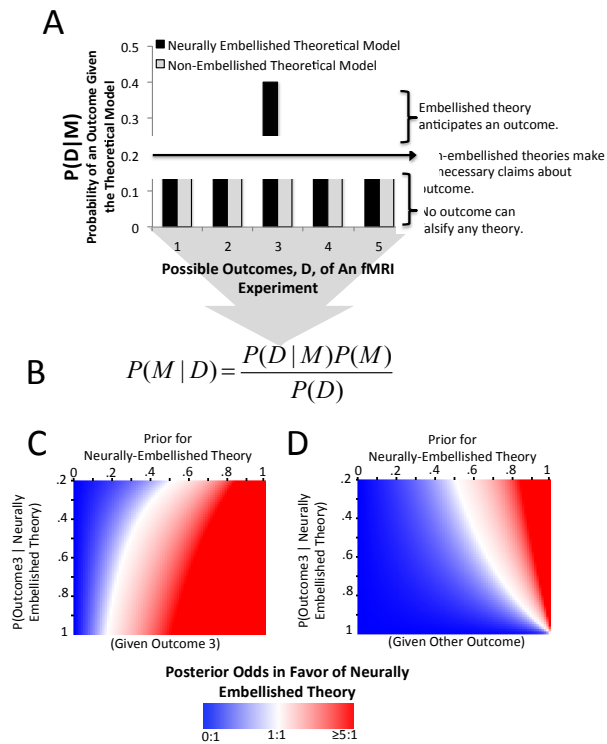 A
Neurally Embellished Theoretical Model
Non-Embellished Theoretical Model
P(D|M)
Probability of an Outcome Given
the Theoretical Model
0.5
0.4
0.3
0.2
0.1
0
1 2 3 4 5
Possible Outcomes, D, of An fMRI
Experiment
Embellished theory
anticipates an outcome.
n-embellished theories make
necessary claims about
outcome.
No outcome can
falsify any theory.
B
P(M | D) = P(D | M)P(M)
P(D)
C
Prior for
Neurally-Embellished Theory
0 .2 .4 .6 .8 1
.2
.4
.6
.8
1
P(Outcome3 | Neurally
Embellished Theory)
(Given Outcome 3)
D
Prior for
Neurally-Embellished Theory
0 .2 .4 .6 .8 1
.2
.4
.6
.8
1
P(Outcome3 | Neurally
Embellished Theory)
(Given Other Outcome)
Posterior Odds in Favor of Neurally
Embellished Theory
0:1 1:1 ≥5:1